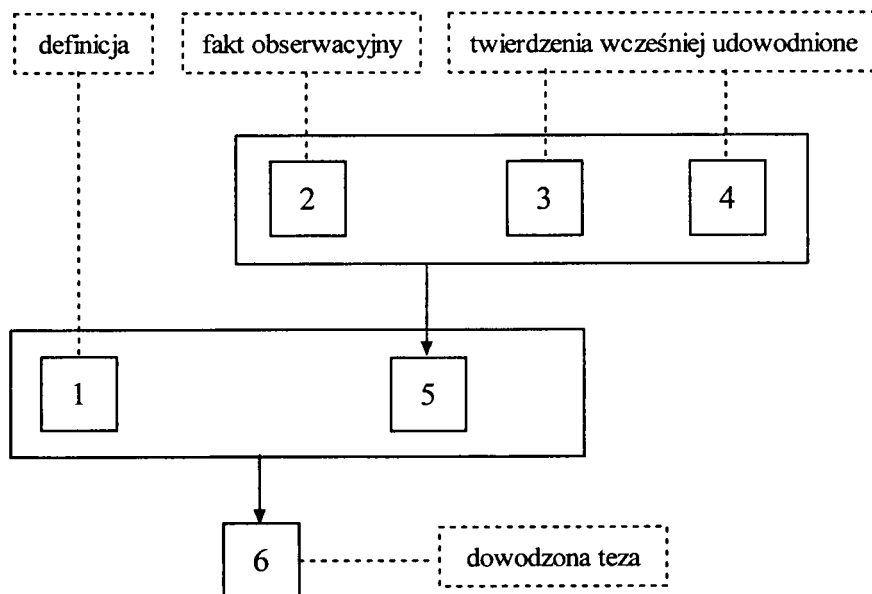 definicja
fakt obserwacyjny
twierdzenia wcześniej udowodnione
2
3
4
1
5
6
dowodzona teza